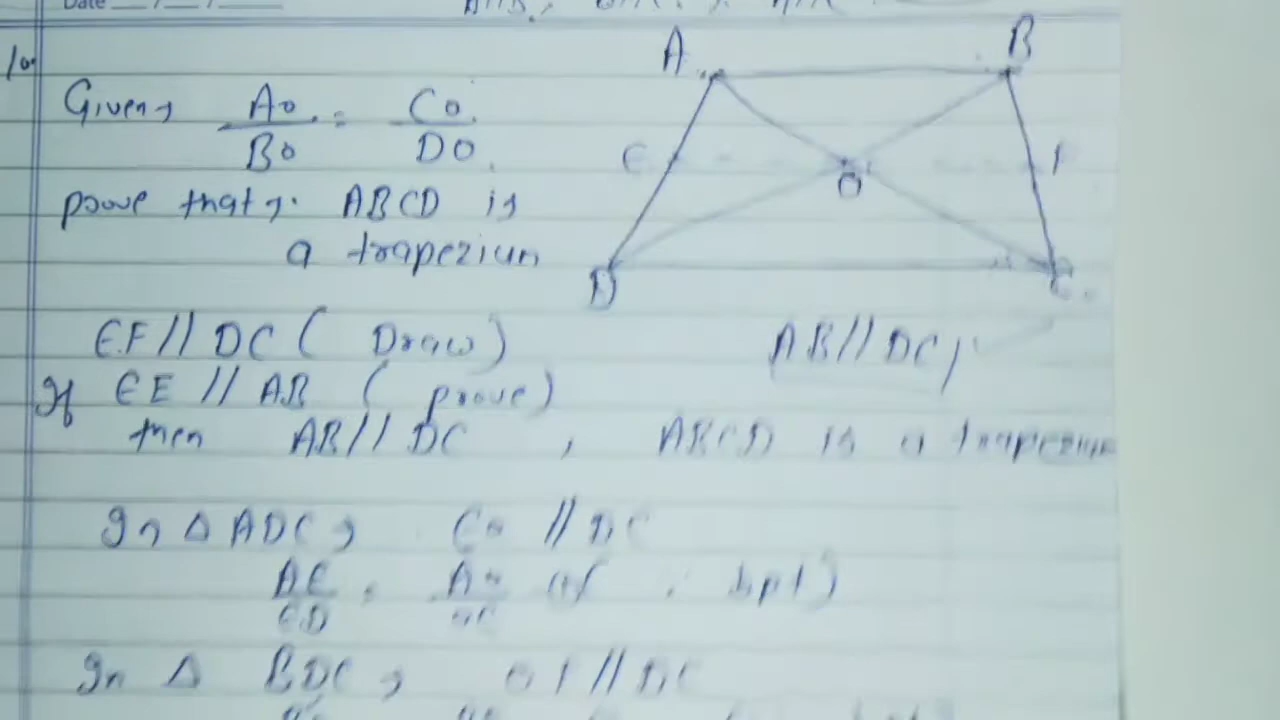 Date
10.
A B
Given, AO/BO = CO/DO
E O F
prove that, ABCD is
a trapezium
D C
EF // DC ( Draw )
AB // DC,
If EE // AB ( prove )
then AB // DC , ABCD is a trapezium
In Δ ADC, EO // DC
AE/ED = AO/OC bpt)
In Δ BDC, OF // DC